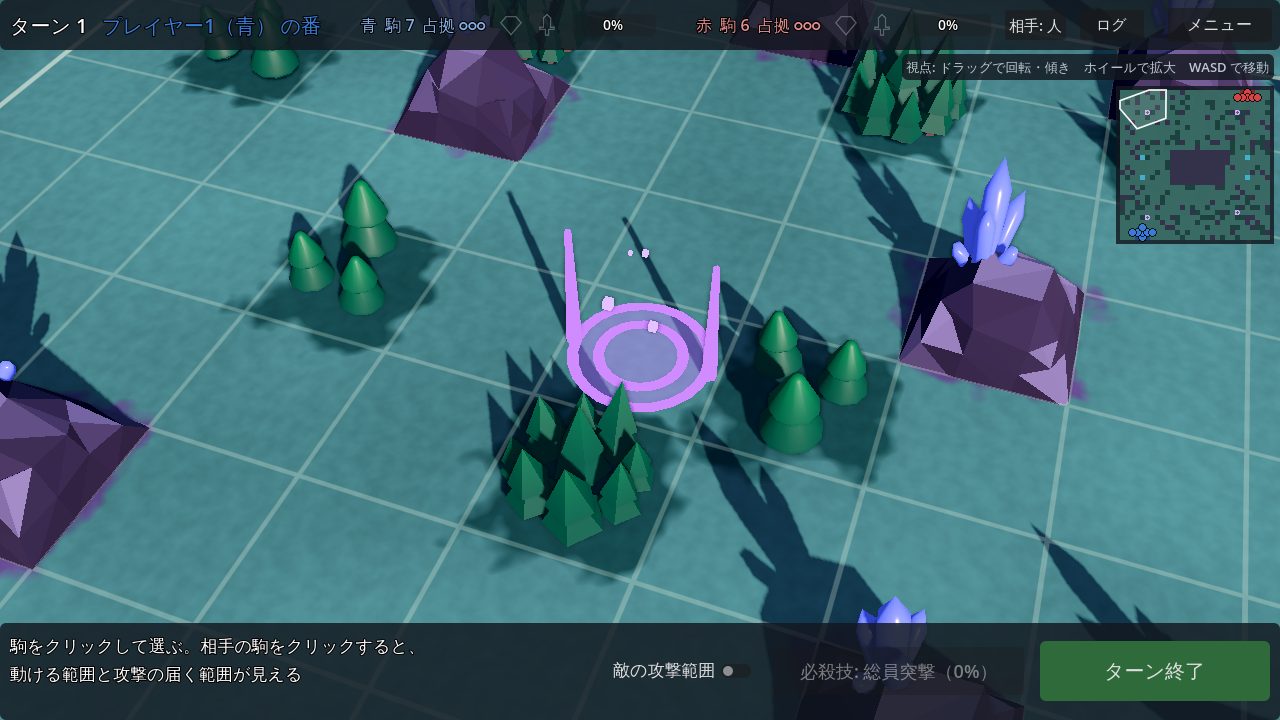 ターン 1 プレイヤー1（青）の番 青 駒 7 占拠 0% 赤 駒 6 占拠 0% 相手: 人 ログ メニュー
視点: ドラッグで回転・傾き ホイールで拡大 WASD で移動
駒をクリックして選ぶ。相手の駒をクリックすると、
動ける範囲と攻撃の届く範囲が見える
敵の攻撃範囲 必殺技: 総員突撃（0%） ターン終了